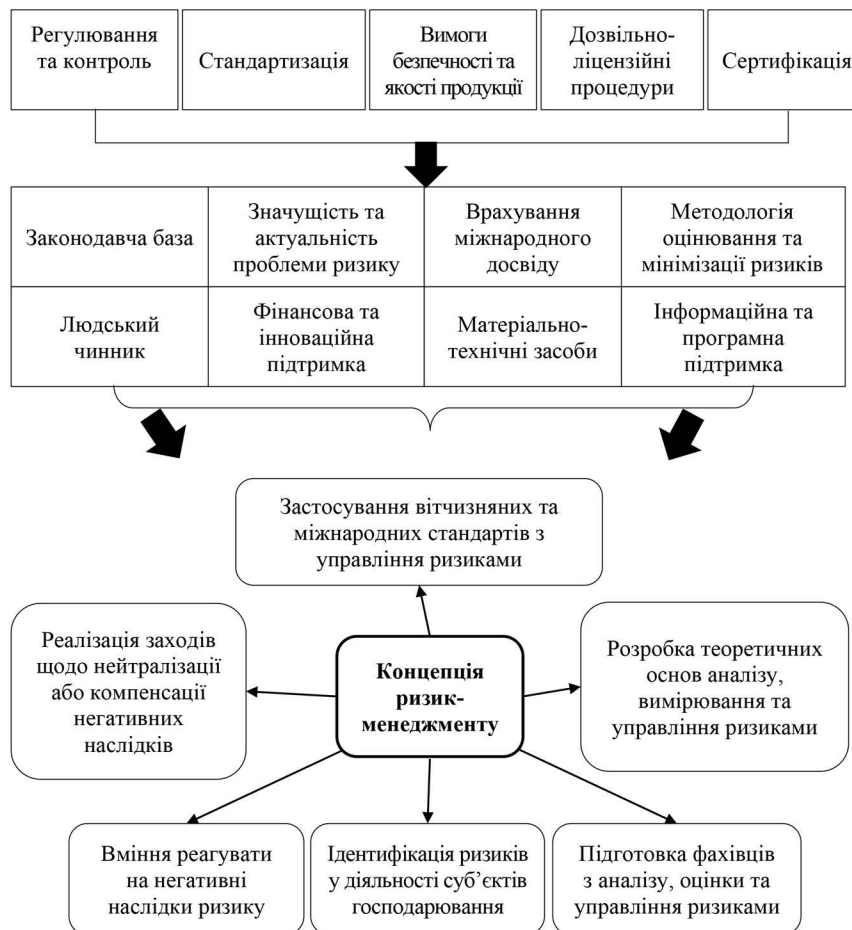 Регулювання
та контроль
Стандартизація
Вимоги
безпечності та
якості продукції
Дозвільно-
ліцензійні
процедури
Сертифікація
Законодавча база
Значущість та
актуальність
проблеми ризику
Врахування
міжнародного
досвіду
Методологія
оцінювання та
мінімізації ризиків
Людський
чинник
Фінансова та
інноваційна
підтримка
Матеріально-
технічні засоби
Інформаційна та
програмна
підтримка
Застосування вітчизняних та
міжнародних стандартів з
управління ризиками
Реалізація заходів
щодо нейтралізації
або компенсації
негативних
наслідків
Концепція
ризик-
менеджменту
Розробка теоретичних
основ аналізу,
вимірювання та
управління ризиками
Вміння реагувати
на негативні
наслідки ризику
Ідентифікація ризиків
у діяльності суб’єктів
господарювання
Підготовка фахівців
з аналізу, оцінки та
управління ризиками